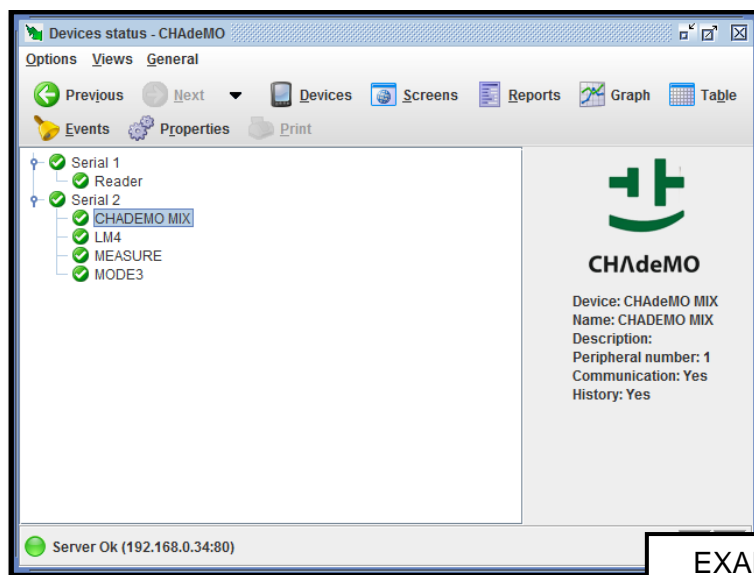 Devices status - CHAdeMO
Options Views General
Previous Next Devices Screens Reports Graph Table
Events Properties Print
Serial 1
Reader
Serial 2
CHADEMO MIX
LM4
MEASURE
MODE3
CHΛdeMO
Device: CHAdeMO MIX
Name: CHADEMO MIX
Description:
Peripheral number: 1
Communication: Yes
History: Yes
Server Ok (192.168.0.34:80)
EXA